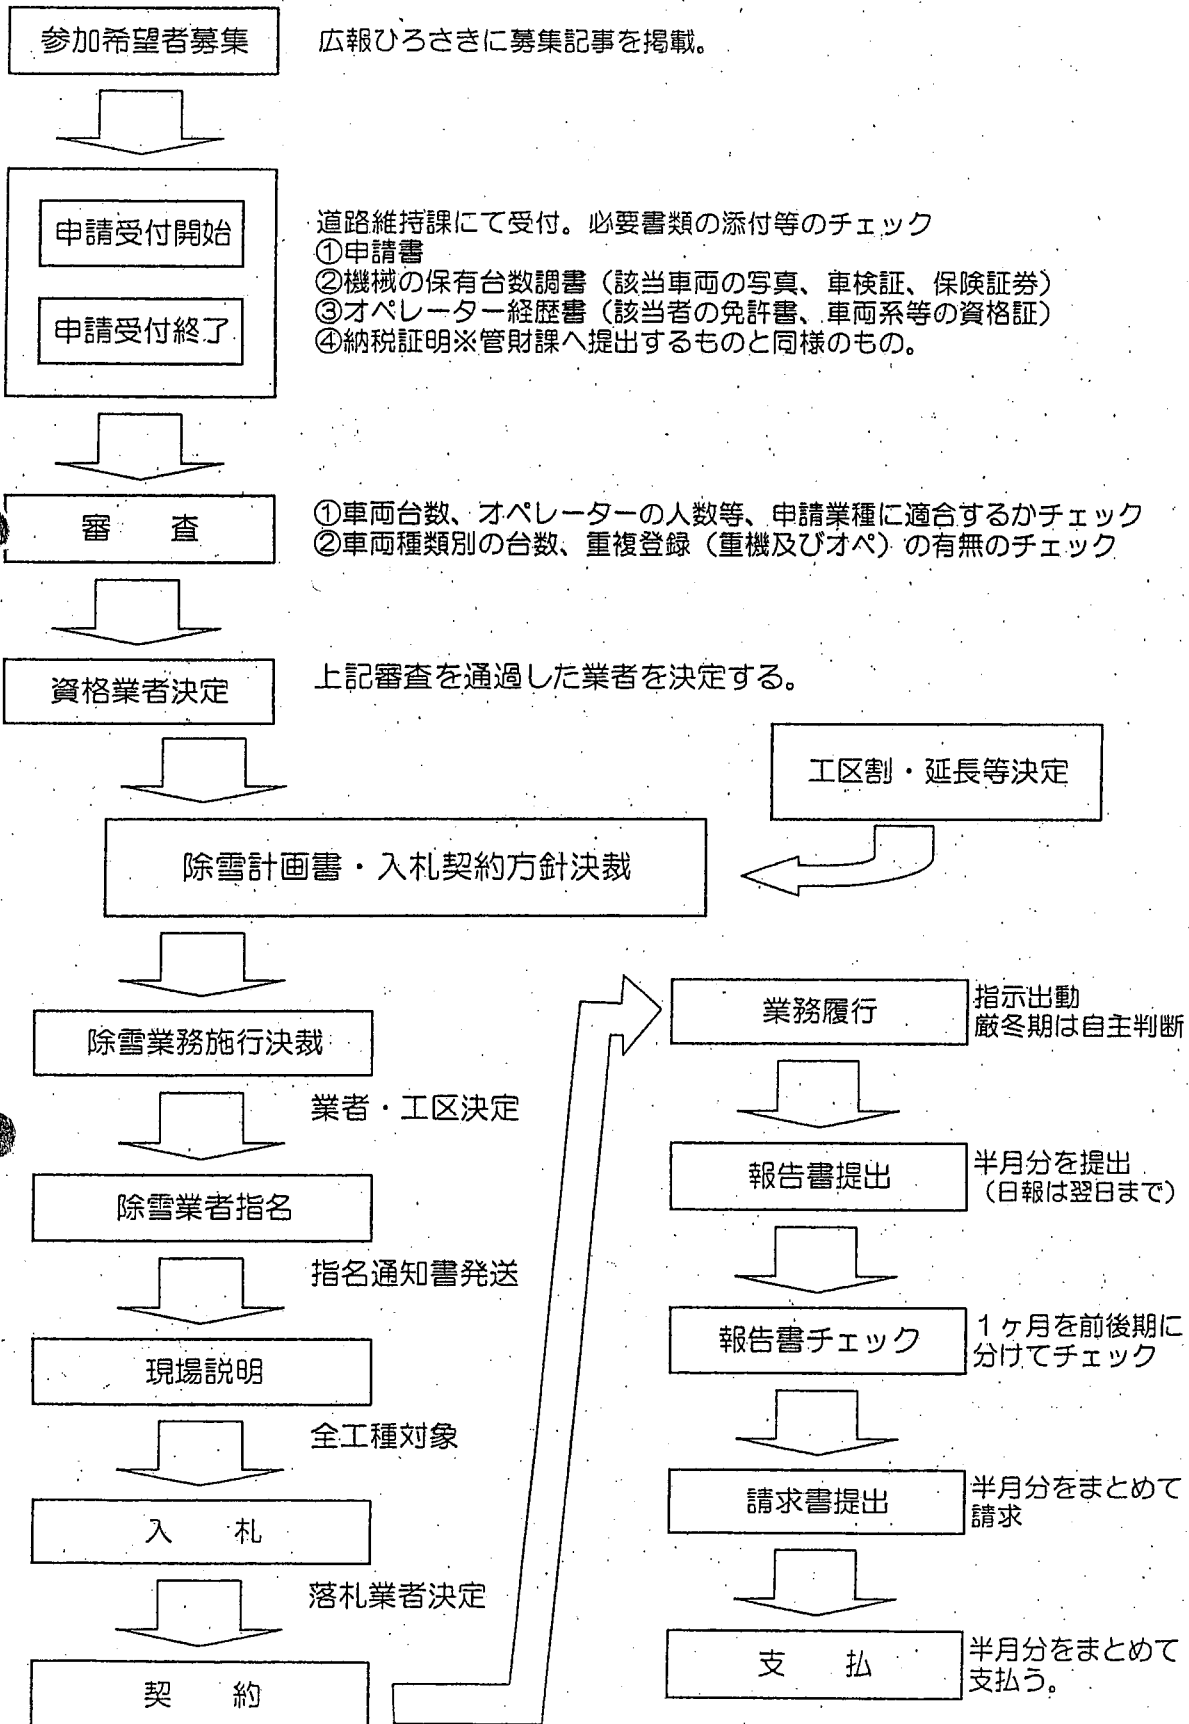 参加希望者募集
広報ひろさきに募集記事を掲載。
申請受付開始
申請受付終了
道路維持課にて受付。必要書類の添付等のチェック
①申請書
②機械の保有台数調書（該当車両の写真、車検証、保険証券）
③オペレーター経歴書（該当者の免許書、車両系等の資格証）
④納税証明※管財課へ提出するものと同様のもの。
審　査
①車両台数、オペレーターの人数等、申請業種に適合するかチェック
②車両種類別の台数、重複登録（重機及びオペ）の有無のチェック
資格業者決定
上記審査を通過した業者を決定する。
工区割・延長等決定
除雪計画書・入札契約方針決裁
除雪業務施行決裁
業者・工区決定
除雪業者指名
指名通知書発送
現場説明
全工種対象
入　札
落札業者決定
契　約
業務履行
指示出動
厳冬期は自主判断
報告書提出
半月分を提出
（日報は翌日まで）
報告書チェック
１ヶ月を前後期に
分けてチェック
請求書提出
半月分をまとめて
請求
支　払
半月分をまとめて
支払う。